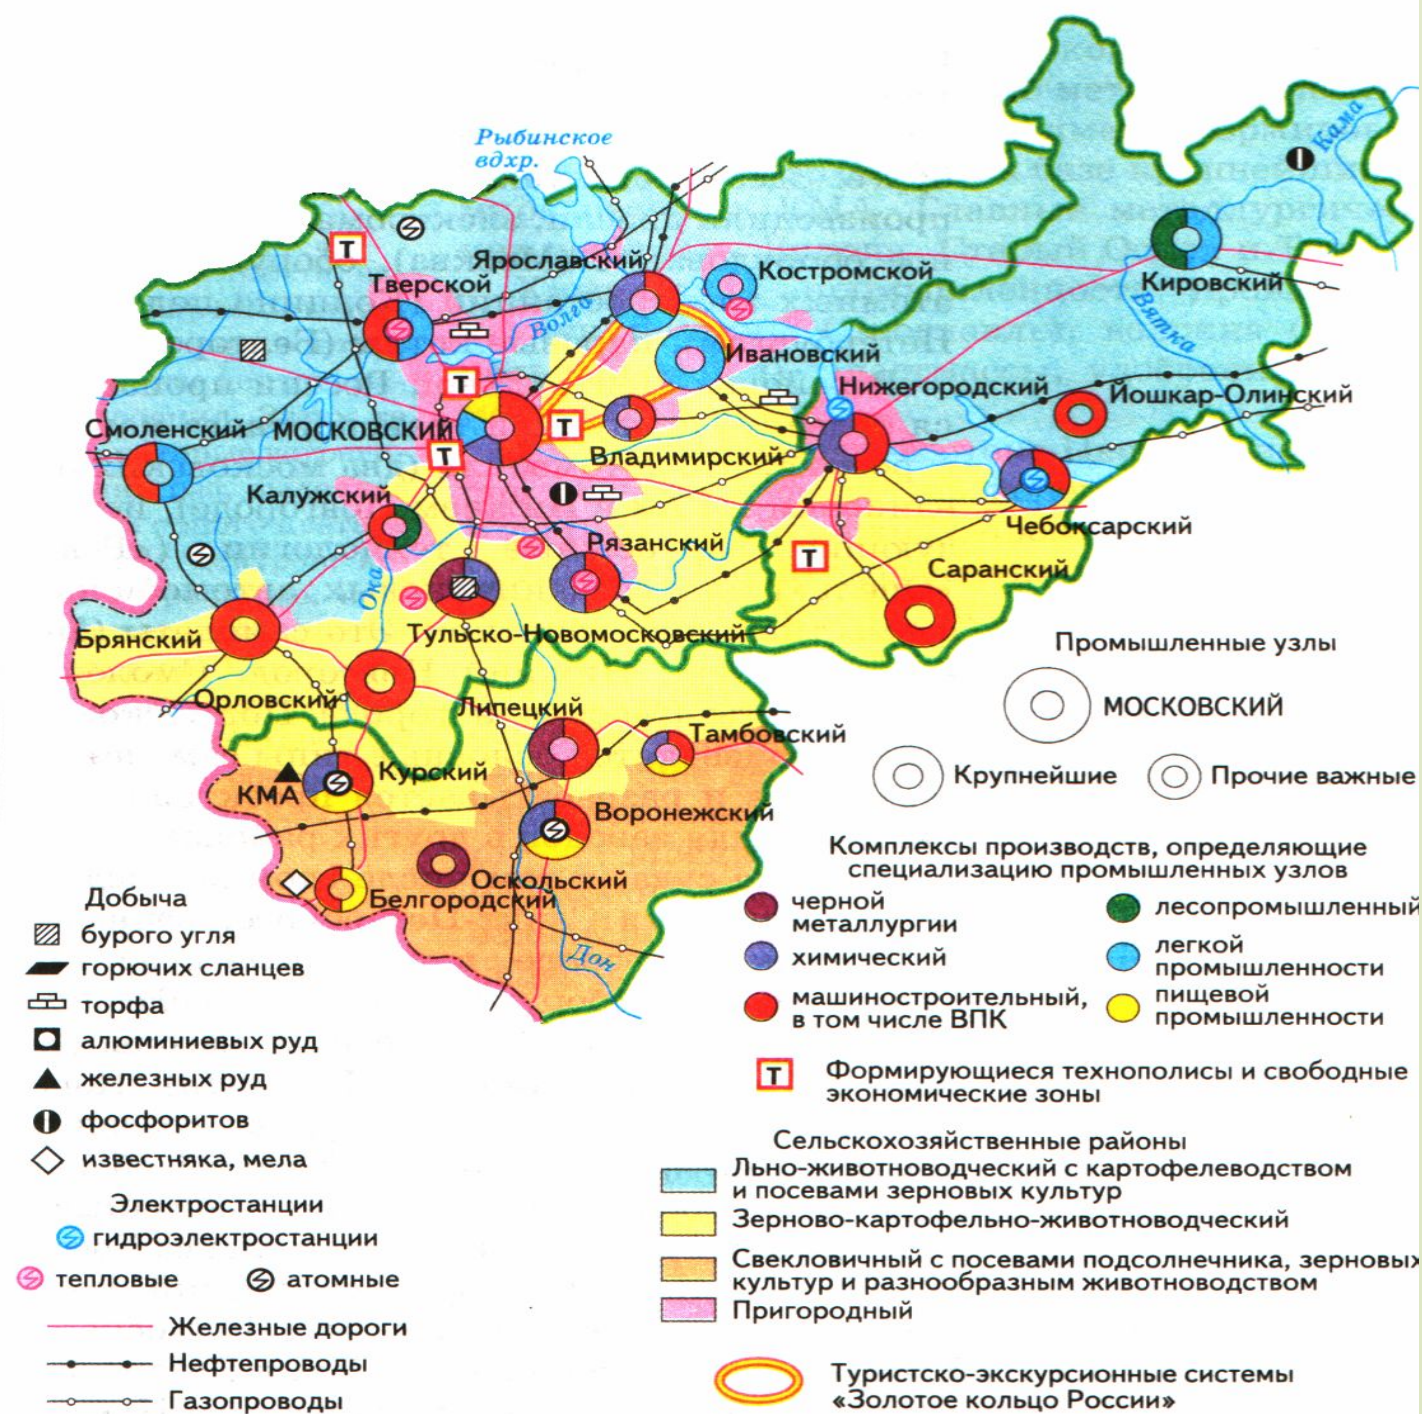 Рыбинское
вдхр.
Кама
Т
Ярославский
Костромской
Тверской
Кировский
Волга
Вятка
Ивановский
Т
Нижегородский
Йошкар-Олинский
Смоленский
МОСКОВСКИЙ
Т
Т
Владимирский
Калужский
Чебоксарский
Рязанский
Т
Саранский
Ока
Брянский
Тульско-Новомосковский
Орловский
Липецкий
Тамбовский
Курский
КМА
Воронежский
Оскольский
Белгородский
Дон
Промышленные узлы
МОСКОВСКИЙ
Крупнейшие
Прочие важные
Комплексы производств, определяющие
специализацию промышленных узлов
черной
металлургии
химический
машиностроительный,
в том числе ВПК
лесопромышленный
легкой
промышленности
пищевой
промышленности
Т
Формирующиеся технополисы и свободные
экономические зоны
Сельскохозяйственные районы
Льно-животноводческий с картофелеводством
и посевами зерновых культур
Зерново-картофельно-животноводческий
Свекловичный с посевами подсолнечника, зерновых
культур и разнообразным животноводством
Пригородный
Туристско-экскурсионные системы
«Золотое кольцо России»
Добыча
бурого угля
горючих сланцев
торфа
алюминиевых руд
железных руд
фосфоритов
известняка, мела
Электростанции
гидроэлектростанции
тепловые
атомные
Железные дороги
Нефтепроводы
Газопроводы